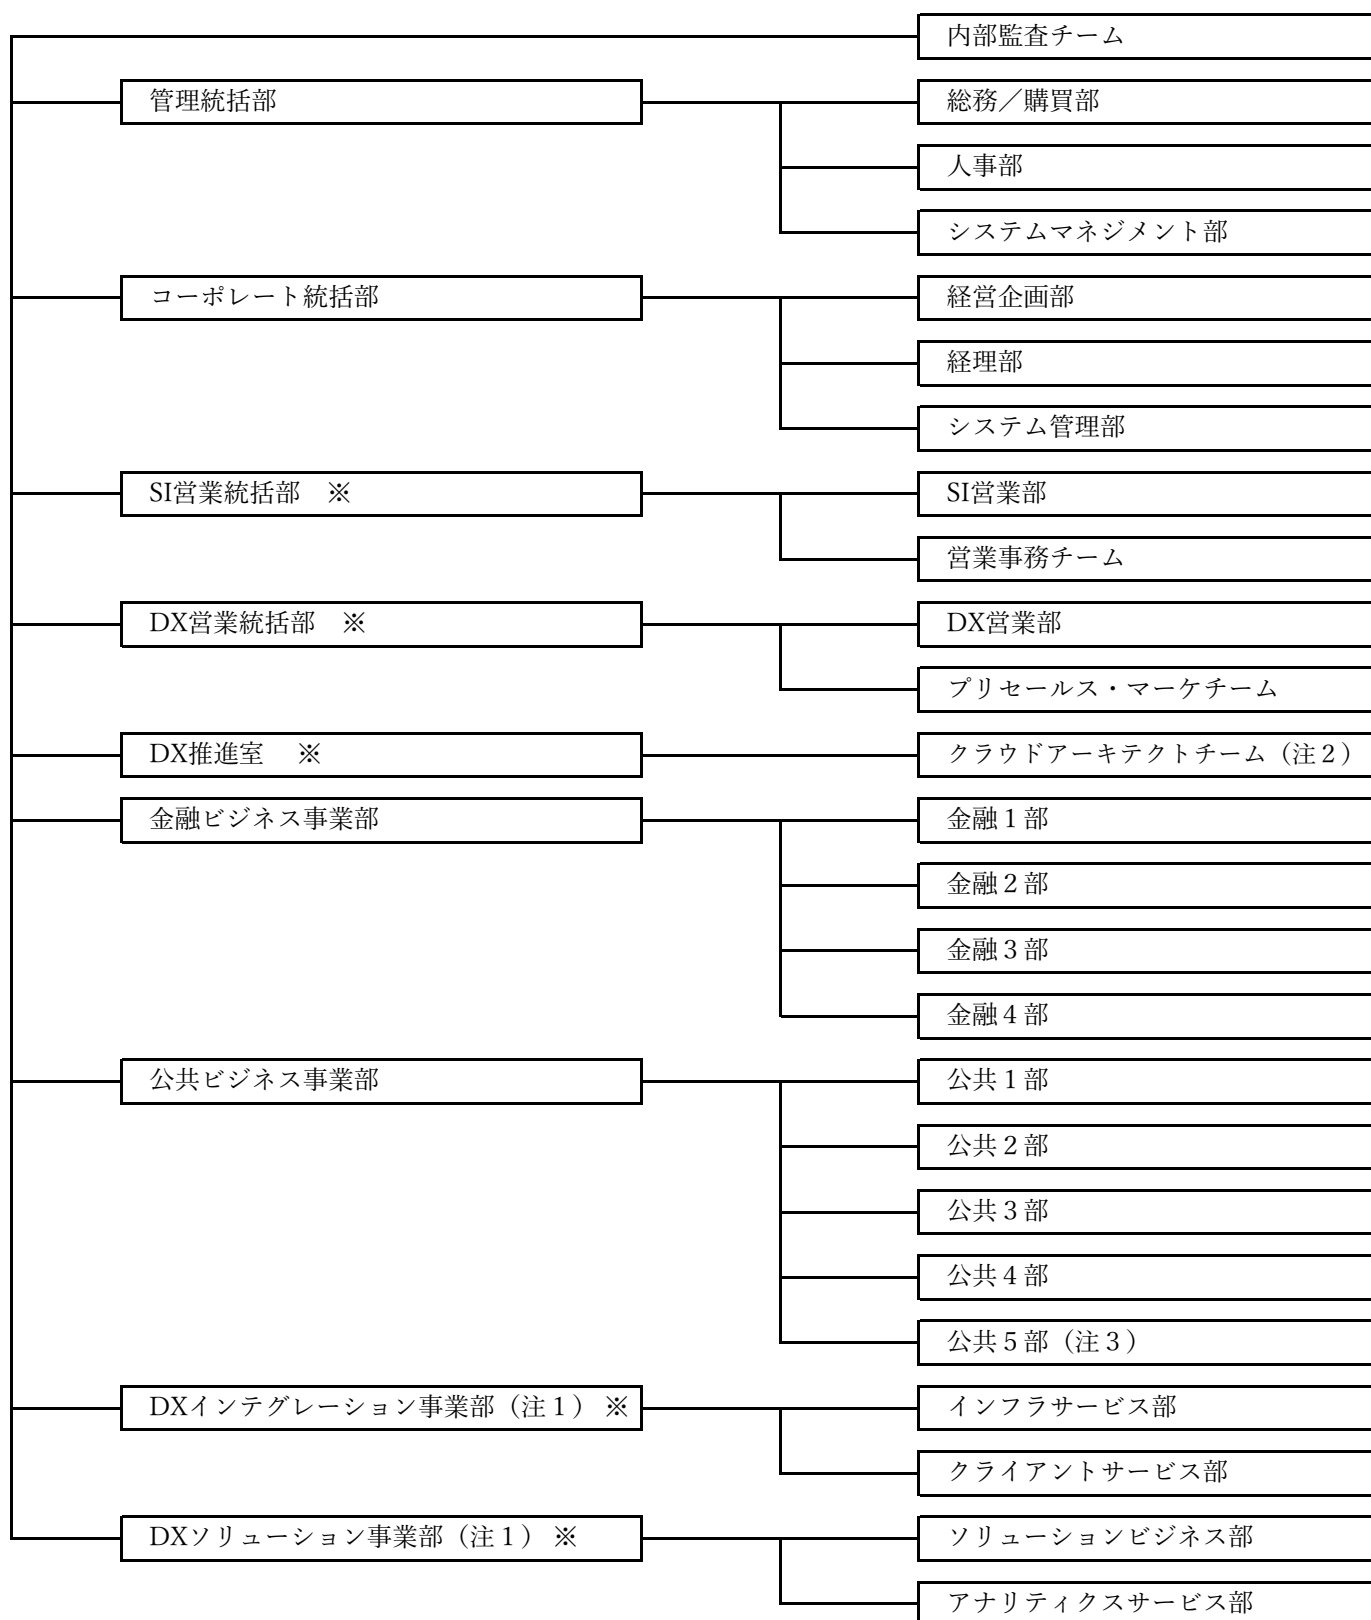 内部監査チーム
管理統括部
総務／購買部
人事部
システムマネジメント部
コーポレート統括部
経営企画部
経理部
システム管理部
SI営業統括部　※
SI営業部
営業事務チーム
DX営業統括部　※
DX営業部
プリセールス・マーケチーム
DX推進室　※
クラウドアーキテクトチーム（注２）
金融ビジネス事業部
金融１部
金融２部
金融３部
金融４部
公共ビジネス事業部
公共１部
公共２部
公共３部
公共４部
公共５部（注３）
DXインテグレーション事業部（注１）※
インフラサービス部
クライアントサービス部
DXソリューション事業部（注１）※
ソリューションビジネス部
アナリティクスサービス部